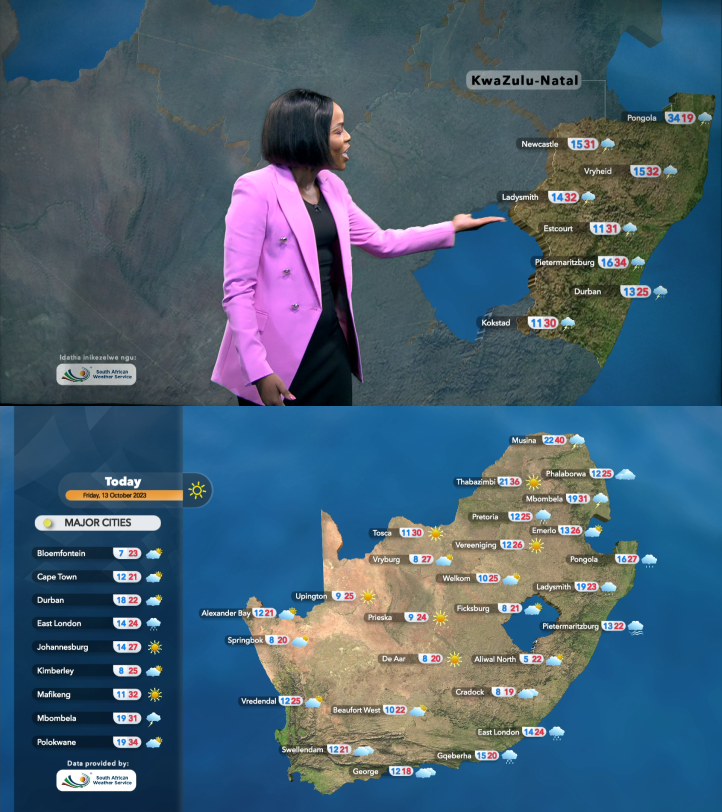 KwaZulu-Natal
Pongola 34 19
Newcastle 15 31
Vryheid 15 32
Ladysmith 14 32
Estcourt 11 31
Pietermaritzburg 16 34
Durban 13 25
Kokstad 11 30
Idatha inikezelwe ngu:
South African
Weather Service
Today
Friday, 13 October 2023
MAJOR CITIES
Bloemfontein 7 23
Cape Town 12 21
Durban 18 22
East London 14 24
Johannesburg 14 27
Kimberley 8 25
Mafikeng 11 32
Mbombela 19 31
Polokwane 19 34
Data provided by:
South African
Weather Service
Musina 22 40
Phalaborwa 12 25
Thabazimbi 21 36
Mbombela 19 31
Pretoria 12 25
Emerlo 13 26
Tosca 11 30
Vereeniging 12 26
Vryburg 8 27
Pongola 16 27
Welkom 10 25
Ladysmith 19 23
Upington 9 25
Ficksburg 8 21
Alexander Bay 12 21
Prieska 9 24
Pietermaritzburg 13 22
Springbok 8 20
De Aar 8 20
Aliwal North 5 22
Cradock 8 19
Vredendal 12 25
Beaufort West 10 22
East London 14 24
Swellendam 12 21
Gqeberha 15 20
George 12 18